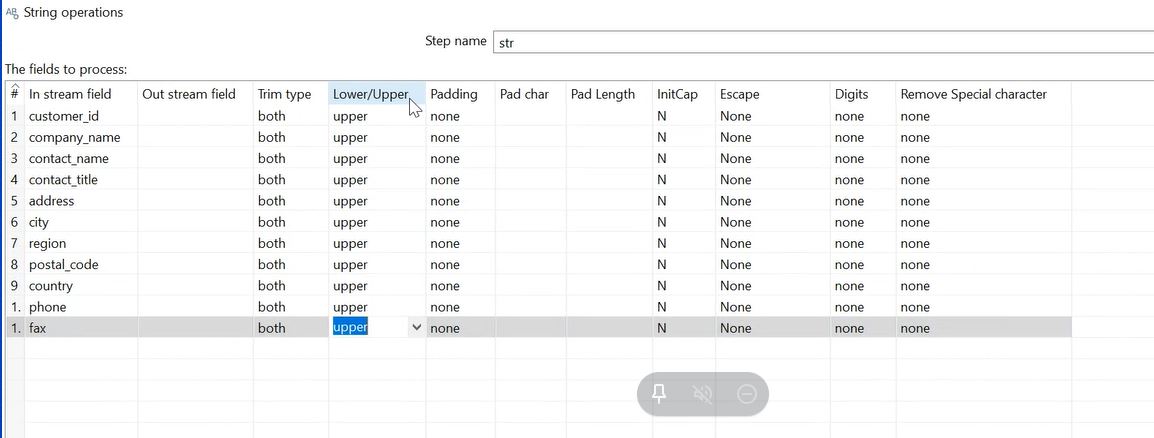 String operations
Step name str
The fields to process:
# In stream field Out stream field Trim type Lower/Upper Padding Pad char Pad Length InitCap Escape Digits Remove Special character
1 customer_id both upper none N None none none
2 company_name both upper none N None none none
3 contact_name both upper none N None none none
4 contact_title both upper none N None none none
5 address both upper none N None none none
6 city both upper none N None none none
7 region both upper none N None none none
8 postal_code both upper none N None none none
9 country both upper none N None none none
1. phone both upper none N None none none
1. fax both upper none N None none none